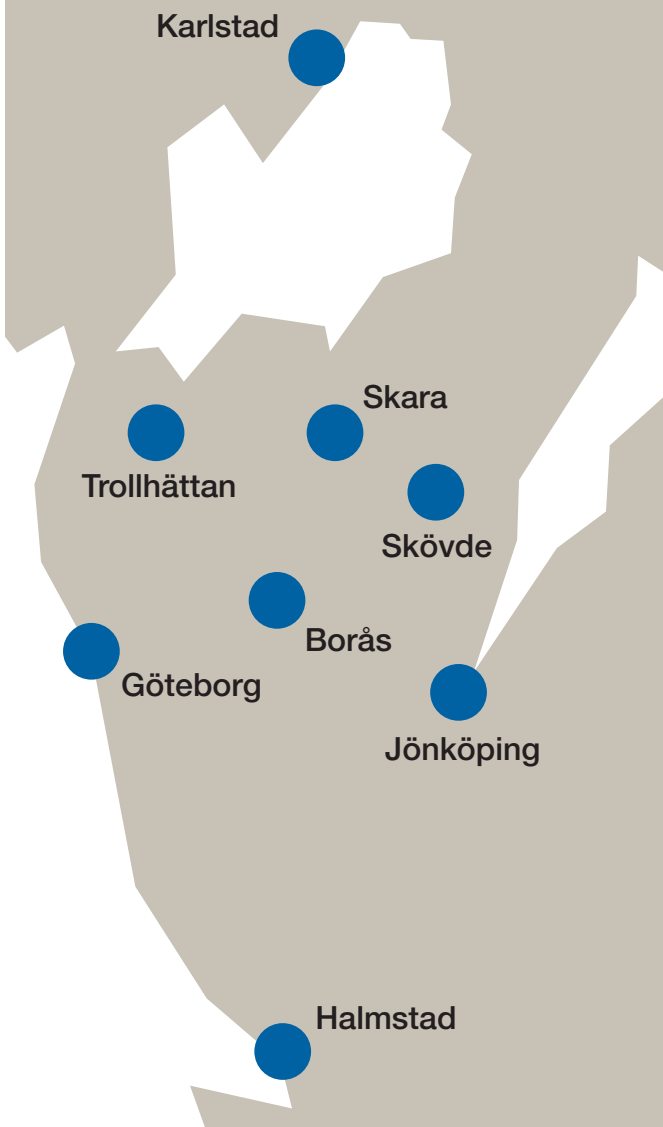 Karlstad
Skara
Trollhättan
Skövde
Borås
Göteborg
Jönköping
Halmstad